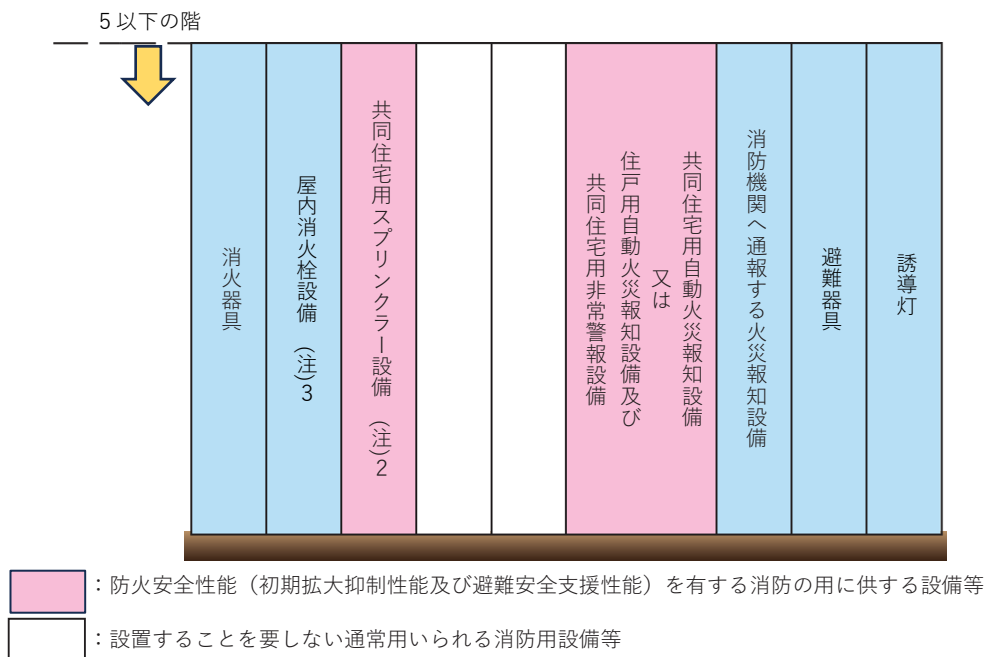 5以下の階
消火器具
屋内消火栓設備 (注)3
共同住宅用スプリンクラー設備 (注)2
共同住宅用自動火災報知設備
又は
住戸用自動火災報知設備及び
共同住宅用非常警報設備
消防機関へ通報する火災報知設備
避難器具
誘導灯
：防火安全性能（初期拡大抑制性能及び避難安全支援性能）を有する消防の用に供する設備等
：設置することを要しない通常用いられる消防用設備等